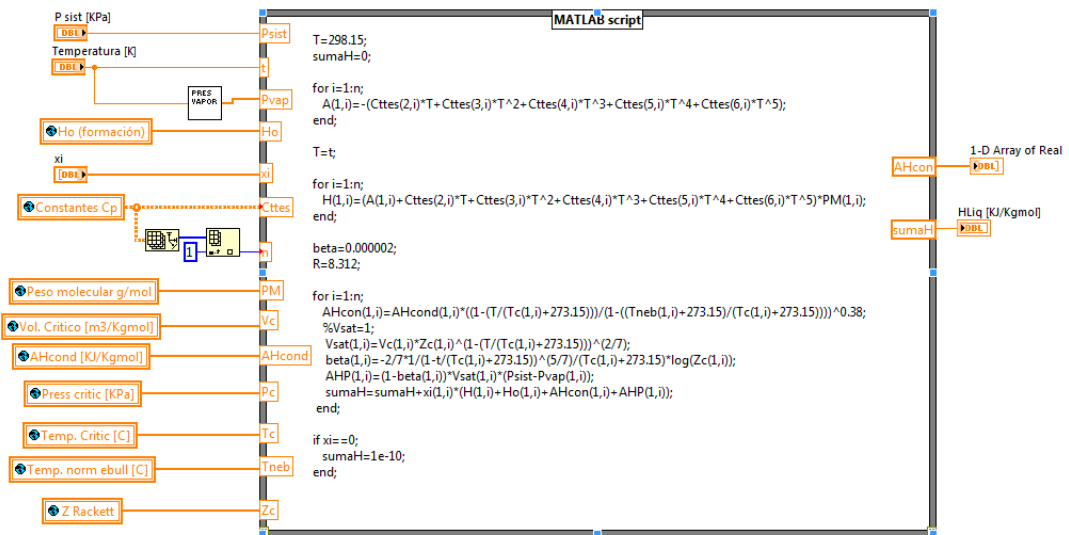 P sist [KPa]
DBL
Temperatura [K]
DBL
PRES
VAPOR
Ho (formación)
xi
[DBL]
Constantes Cp
1
Peso molecular g/mol
Vol. Critico [m3/Kgmol]
AHcond [KJ/Kgmol]
Press critic [KPa]
Temp. Critic [C]
Temp. norm ebull [C]
Z Rackett
Psist
t
Pvap
Ho
xi
Cttes
n
PM
Vc
AHcond
Pc
Tc
Tneb
Zc
MATLAB script
T=298.15;
sumaH=0;
for i=1:n;
A(1,i)=-(Cttes(2,i)*T+Cttes(3,i)*T^2+Cttes(4,i)*T^3+Cttes(5,i)*T^4+Cttes(6,i)*T^5);
end;
T=t;
for i=1:n;
H(1,i)=(A(1,i)+Cttes(2,i)*T+Cttes(3,i)*T^2+Cttes(4,i)*T^3+Cttes(5,i)*T^4+Cttes(6,i)*T^5)*PM(1,i);
end;
beta=0.000002;
R=8.312;
for i=1:n;
AHcon(1,i)=AHcond(1,i)*((1-(T/(Tc(1,i)+273.15)))/(1-((Tneb(1,i)+273.15)/(Tc(1,i)+273.15))))^0.38;
%Vsat=1;
Vsat(1,i)=Vc(1,i)*Zc(1,i)^(1-(T/(Tc(1,i)+273.15)))^(2/7);
beta(1,i)=-2/7*1/(1-t/(Tc(1,i)+273.15))^(5/7)/(Tc(1,i)+273.15)*log(Zc(1,i));
AHP(1,i)=(1-beta(1,i))*Vsat(1,i)*(Psist-Pvap(1,i));
sumaH=sumaH+xi(1,i)*(H(1,i)+Ho(1,i)+AHcon(1,i)+AHP(1,i));
end;
if xi==0;
sumaH=1e-10;
end;
AHcon
sumaH
1-D Array of Real
DBL]
HLiq [KJ/Kgmol]
DBL